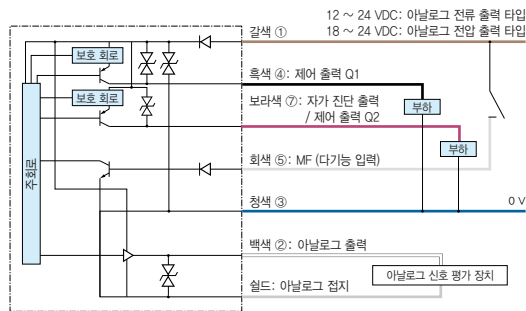 12 ～ 24 VDC: 아날로그 전류 출력 타입
갈색 ① 18 ～ 24 VDC: 아날로그 전압 출력 타입
보호 회로
흑색 ④: 제어 출력 Q1
보호 회로
보라색 ⑦: 자가 진단 출력
/ 제어 출력 Q2
부하
부하
주회로
회색 ⑤: MF (다기능 입력)
청색 ③
0 V
백색 ②: 아날로그 출력
아날로그 신호 평가 장치
쉴드: 아날로그 접지